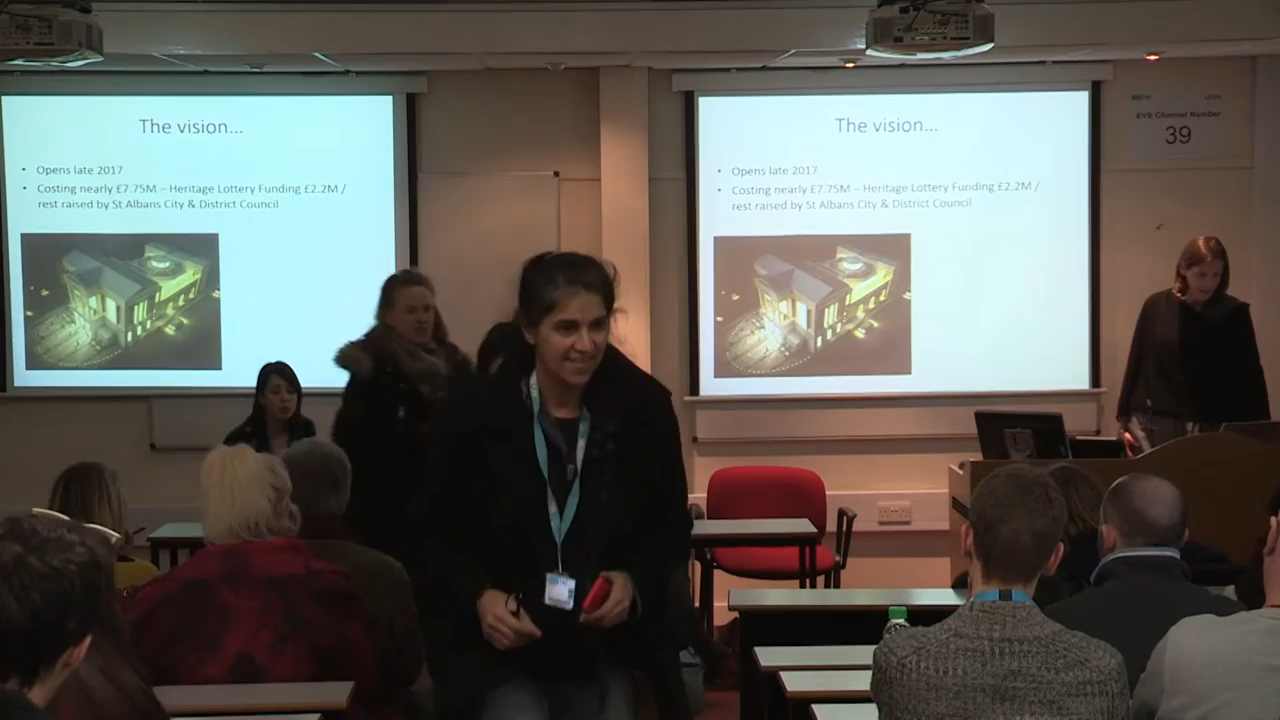 The vision...
• Opens late 2017
• Costing nearly £7.75M – Heritage Lottery Funding £2.2M /
rest raised by St Albans City & District Council
The vision...
• Opens late 2017
• Costing nearly £7.75M – Heritage Lottery Funding £2.2M /
rest raised by St Albans City & District Council
EVS Channel Number
39